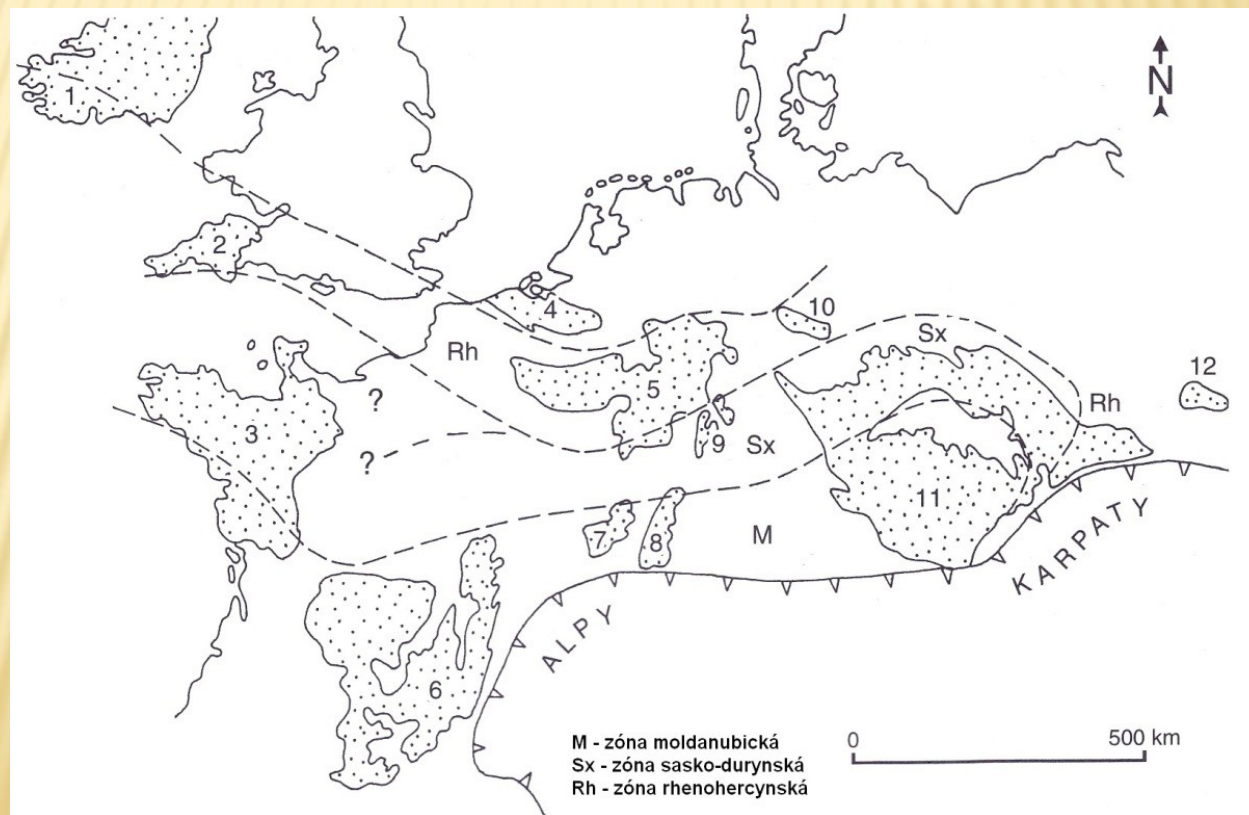 N
1
2
4
10
Sx
Rh
12
5
Rh
?
3
9
Sx
?
11
7
8
M
KARPATY
ALPY
6
M - zóna moldanubická
Sx - zóna sasko-durynská
Rh - zóna rhenohercynská
0 500 km